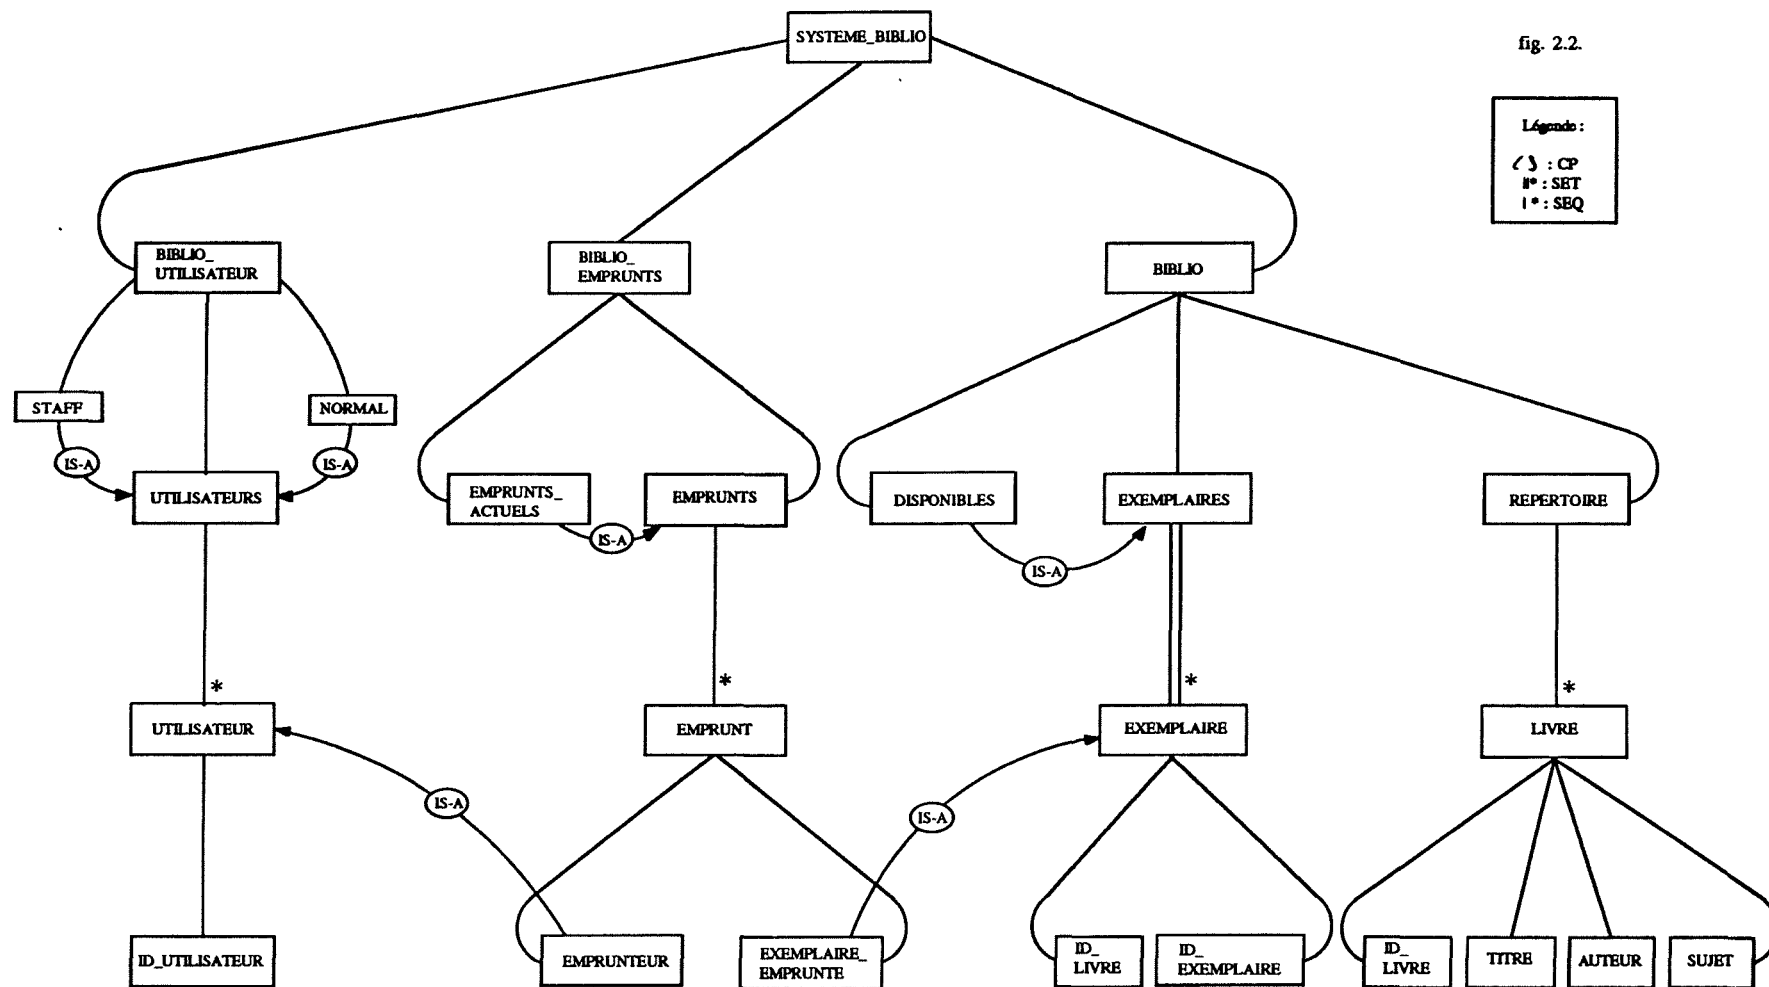 SYSTEME_BIBLIO
fig. 2.2.
Légende :
: CP
||* : SET
| * : SEQ
BIBLIO_
UTILISATEUR
BIBLIO_
EMPRUNTS
BIBLIO
STAFF
NORMAL
IS-A
IS-A
UTILISATEURS
EMPRUNTS_
ACTUELS
EMPRUNTS
DISPONIBLES
EXEMPLAIRES
REPERTOIRE
IS-A
IS-A
*
*
*
*
UTILISATEUR
EMPRUNT
EXEMPLAIRE
LIVRE
IS-A
IS-A
ID_UTILISATEUR
EMPRUNTEUR
EXEMPLAIRE_
EMPRUNTE
ID_
LIVRE
ID_
EXEMPLAIRE
ID_
LIVRE
TITRE
AUTEUR
SUJET